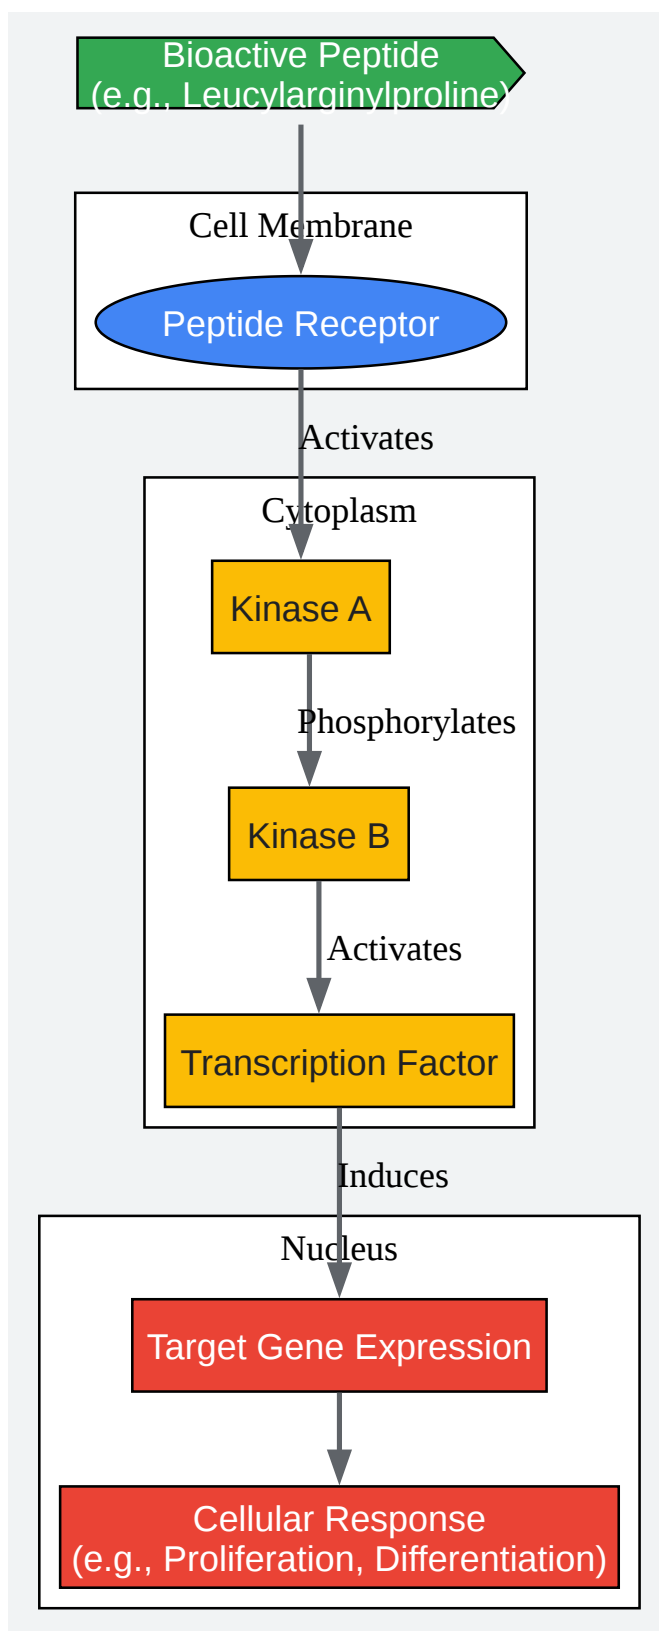 Bioactive Peptide
(e.g., Leucylarginylproline)
Cell Membrane
Peptide Receptor
Activates
Cytoplasm
Kinase A
Phosphorylates
Kinase B
Activates
Transcription Factor
Induces
Nucleus
Target Gene Expression
Cellular Response
(e.g., Proliferation, Differentiation)